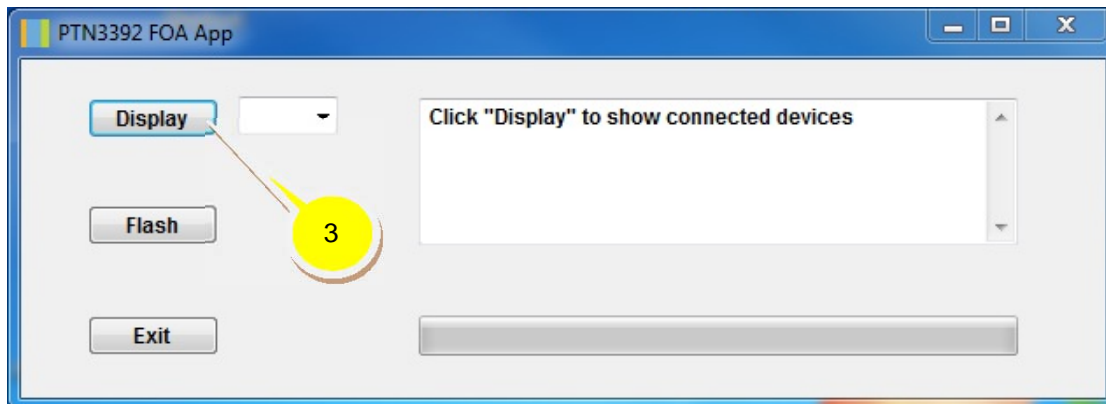 PTN3392 FOA App
Display
Click "Display" to show connected devices
Flash
3
Exit